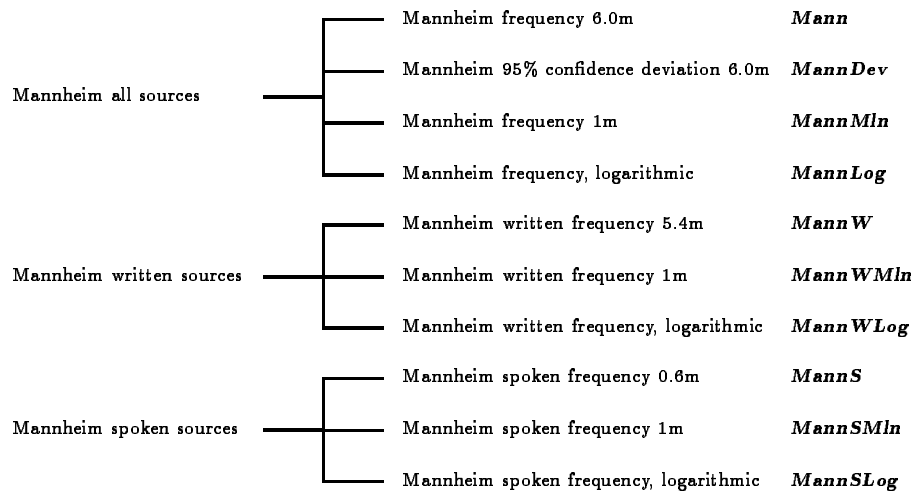 Mannheim frequency 6.0m MannM
Mannheim 95% confidence deviation 6.0m MannDev
Mannheim all sources
Mannheim frequency 1m MannMln
Mannheim frequency, logarithmic MannLog
Mannheim written frequency 5.4m MannW
Mannheim written sources Mannheim written frequency 1m MannWMln
Mannheim written frequency, logarithmic MannWLog
Mannheim spoken frequency 0.6m MannS
Mannheim spoken sources Mannheim spoken frequency 1m MannSMln
Mannheim spoken frequency, logarithmic MannSLog